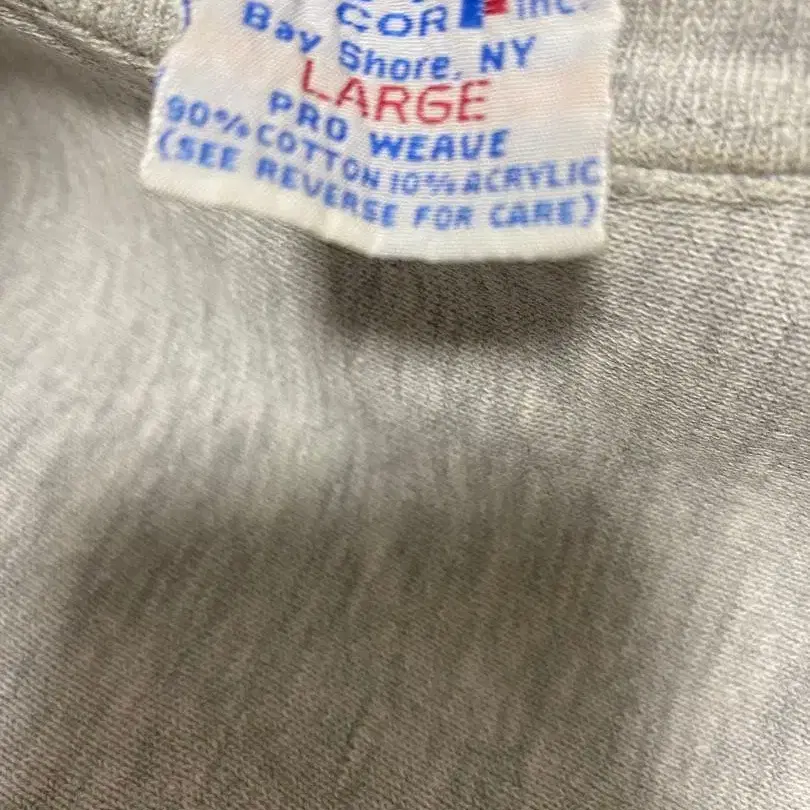 COR inc.
Bay Shore, NY
LARGE
PRO WEAVE
90% COTTON 10% ACRYLIC
(SEE REVERSE FOR CARE)